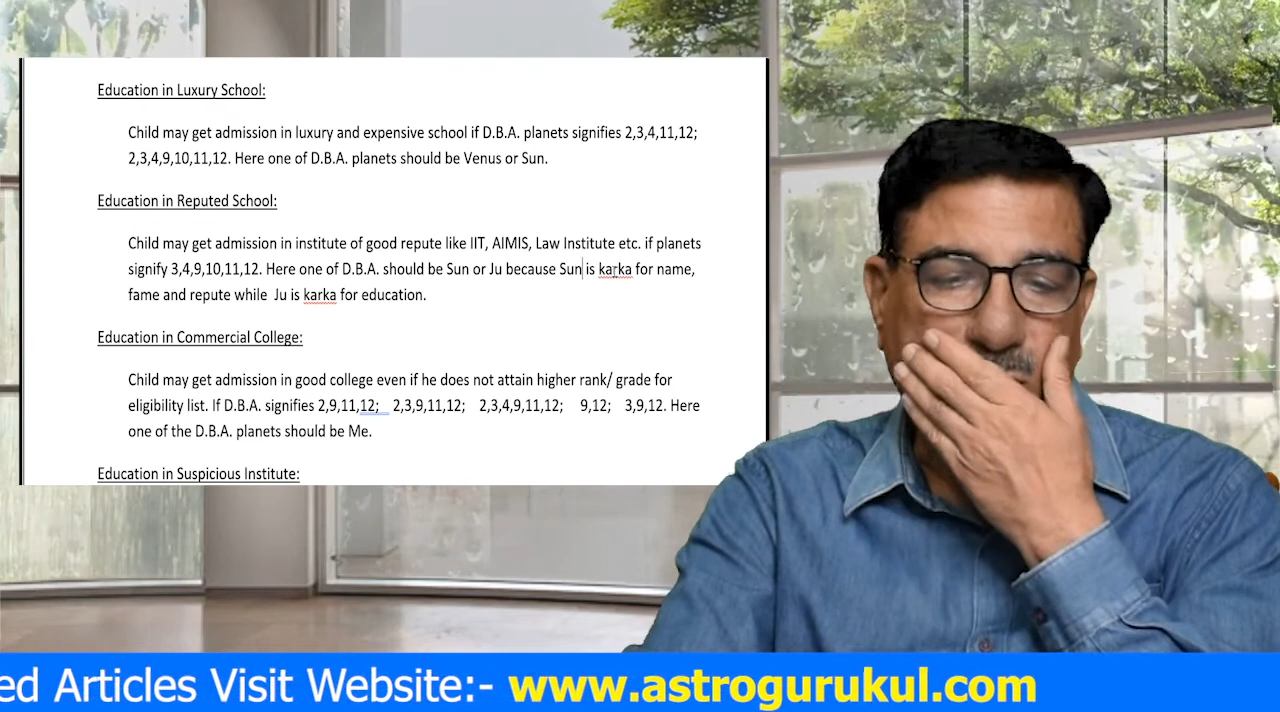 Education in Luxury School:
Child may get admission in luxury and expensive school if D.B.A. planets signifies 2,3,4,11,12;
2,3,4,9,10,11,12. Here one of D.B.A. planets should be Venus or Sun.
Education in Reputed School:
Child may get admission in institute of good repute like IIT, AIMIS, Law Institute etc. if planets
signify 3,4,9,10,11,12. Here one of D.B.A. should be Sun or Ju because Sun is karka for name,
fame and repute while Ju is karka for education.
Education in Commercial College:
Child may get admission in good college even if he does not attain higher rank/ grade for
eligibility list. If D.B.A. signifies 2,9,11,12; 2,3,9,11,12; 2,3,4,9,11,12; 9,12; 3,9,12. Here
one of the D.B.A. planets should be Me.
Education in Suspicious Institute:
ed Articles Visit Website:- www.astrogurukul.com